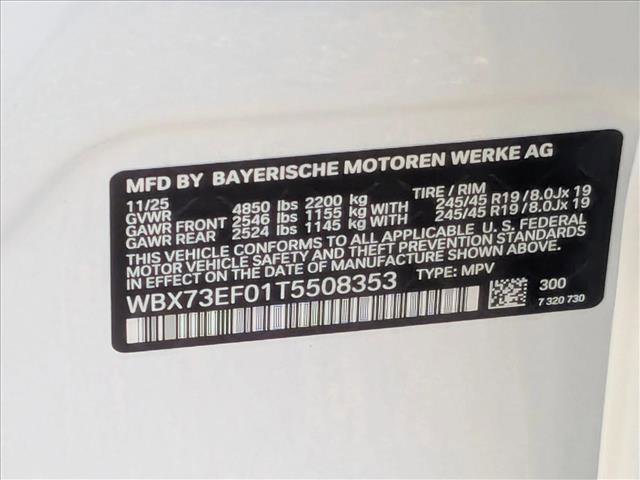 MFD BY BAYERISCHE MOTOREN WERKE AG
11/25 TIRE / RIM
GVWR 4850 lbs 2200 kg
GAWR FRONT 2546 lbs 1155 kg WITH 245/45 R19 /8.0Jx 19
GAWR REAR 2524 lbs 1145 kg WITH 245/45 R19 /8.0Jx 19
THIS VEHICLE CONFORMS TO ALL APPLICABLE U. S. FEDERAL
MOTOR VEHICLE SAFETY AND THEFT PREVENTION STANDARDS
IN EFFECT ON THE DATE OF MANUFACTURE SHOWN ABOVE.
WBX73EF01T5508353 TYPE: MPV
300
7 320 730